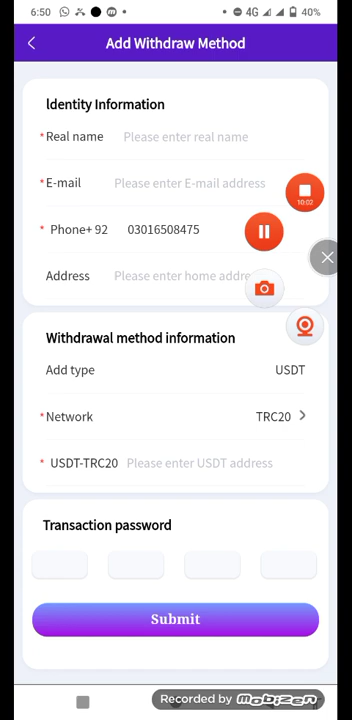 6:50 4G 40%
Add Withdraw Method
Identity Information
*Real name Please enter real name
*E-mail Please enter E-mail address
10:02
* Phone+ 92 03016508475
Address Please enter home addre
Withdrawal method information
Add type USDT
*Network TRC20
* USDT-TRC20 Please enter USDT address
Transaction password
Submit
Recorded by mobizen